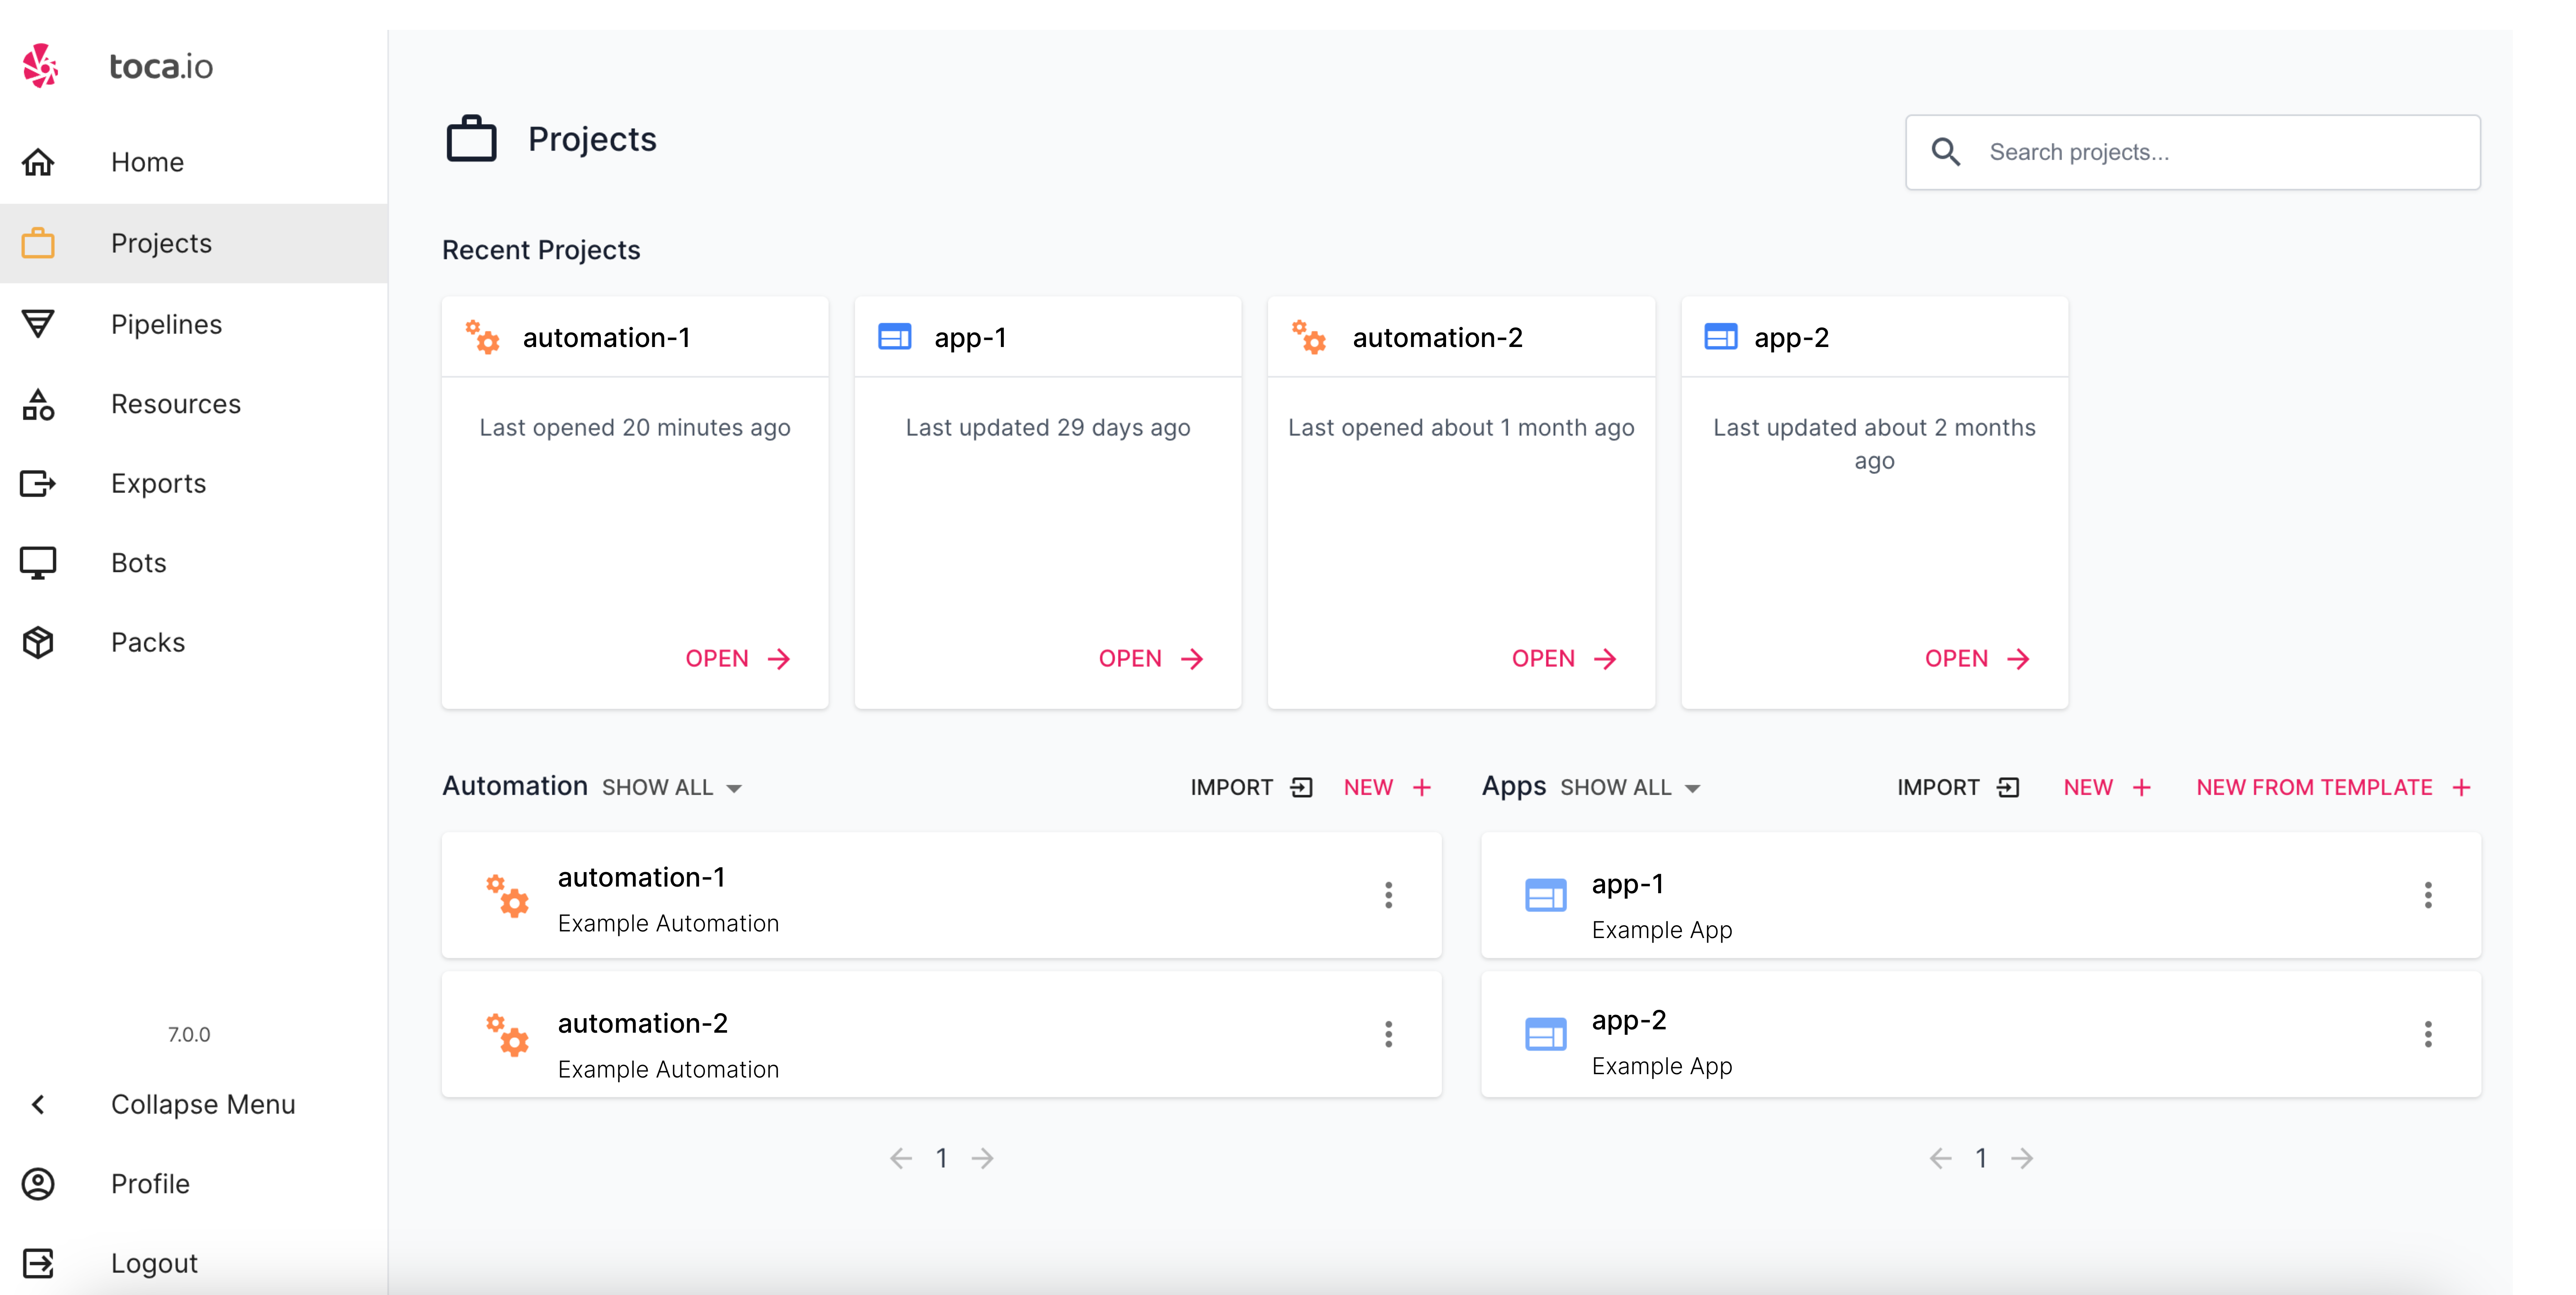 toca.io
Home
Projects
Pipelines
Resources
Exports
Bots
Packs
7.0.0
Collapse Menu
Profile
Logout
Projects
Search projects...
Recent Projects
automation-1
Last opened 20 minutes ago
OPEN
app-1
Last updated 29 days ago
OPEN
automation-2
Last opened about 1 month ago
OPEN
app-2
Last updated about 2 months
ago
OPEN
Automation SHOW ALL IMPORT NEW +
automation-1
Example Automation
automation-2
Example Automation
1
Apps SHOW ALL IMPORT NEW + NEW FROM TEMPLATE +
app-1
Example App
app-2
Example App
1